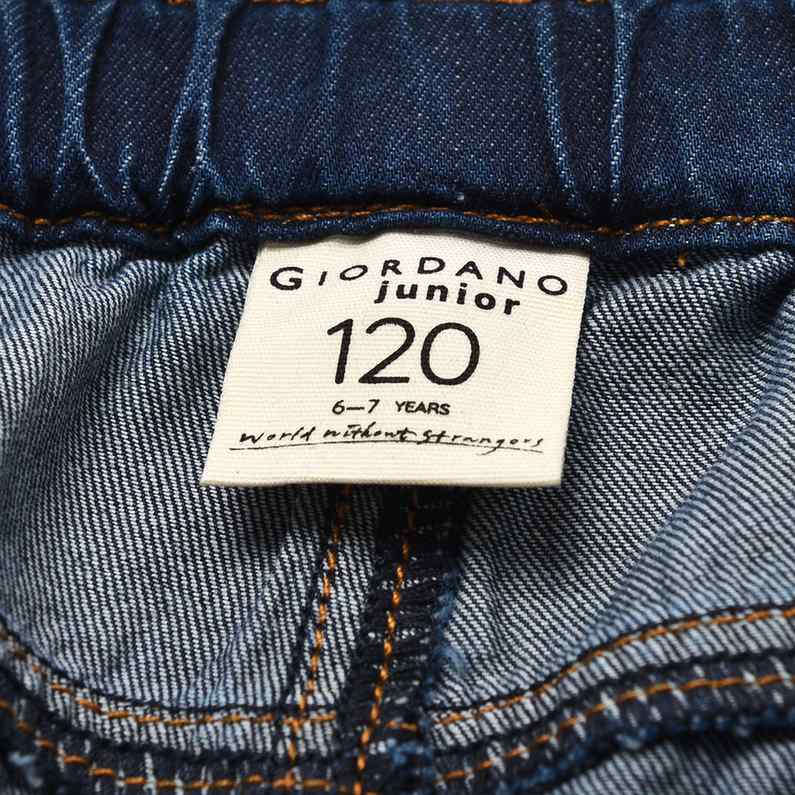 GIORDANO
junior
120
6–7 YEARS
World Without Strangers